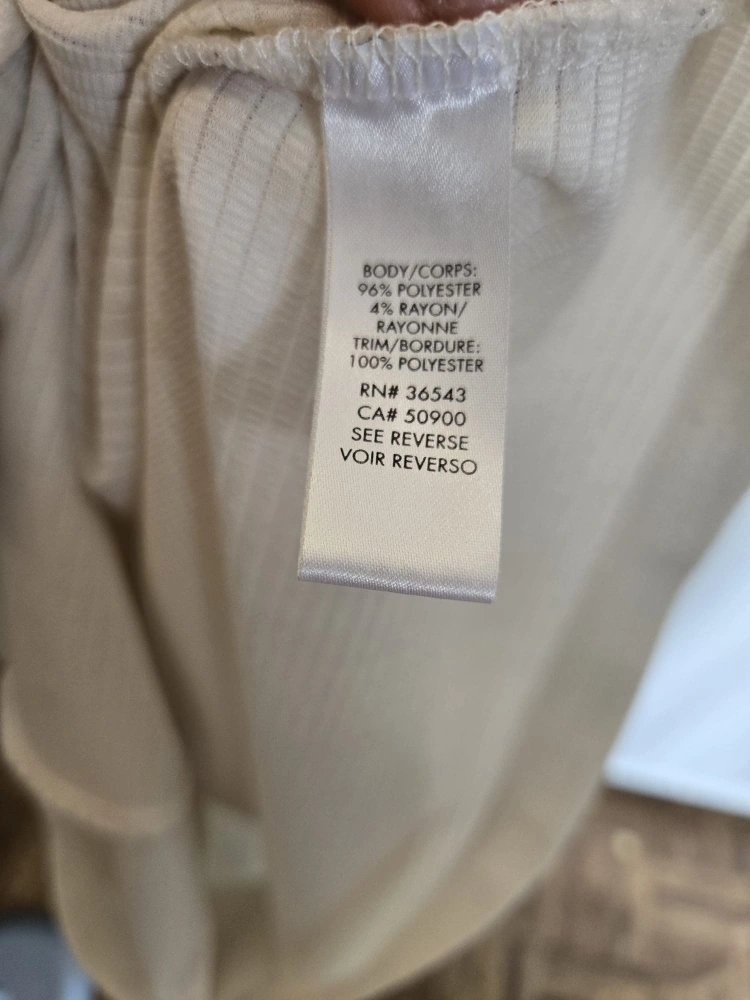 BODY/CORPS:
96% POLYESTER
4% RAYON/
RAYONNE
TRIM/BORDURE:
100% POLYESTER
RN# 36543
CA# 50900
SEE REVERSE
VOIR REVERSO